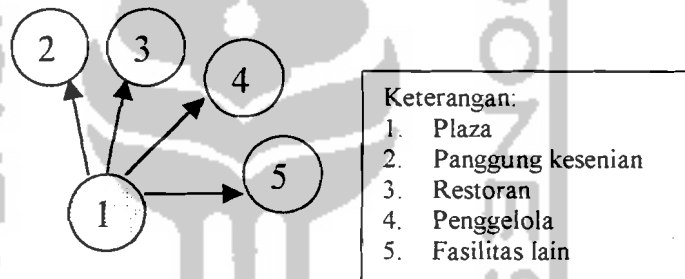 2
3
4
5
1
Keterangan:
1. Plaza
2. Panggung kesenian
3. Restoran
4. Penggelola
5. Fasilitas lain